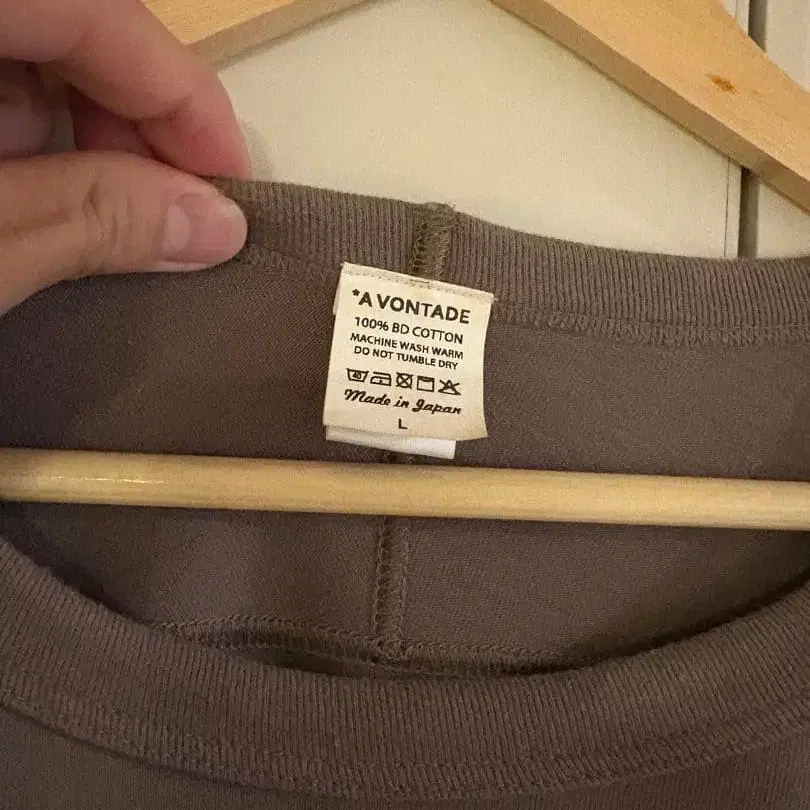 *A VONTADE
100% BD COTTON
MACHINE WASH WARM
DO NOT TUMBLE DRY
40
Made in Japan
L